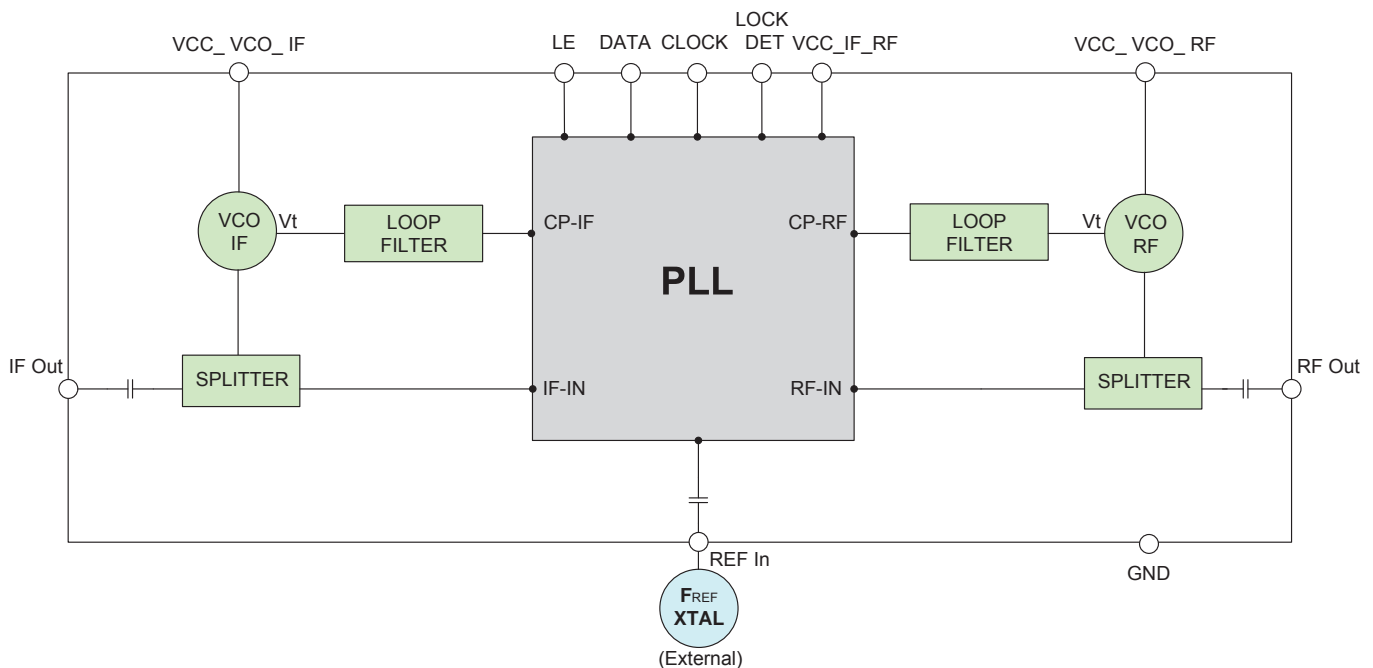 VCC_ VCO_ IF
LE
DATA
CLOCK
LOCK
DET
VCC_IF_RF
VCC_ VCO_ RF
VCO
IF
Vt
LOOP
FILTER
CP-IF
CP-RF
LOOP
FILTER
Vt
VCO
RF
PLL
IF Out
SPLITTER
IF-IN
RF-IN
SPLITTER
RF Out
REF In
GND
FREF
XTAL
(External)